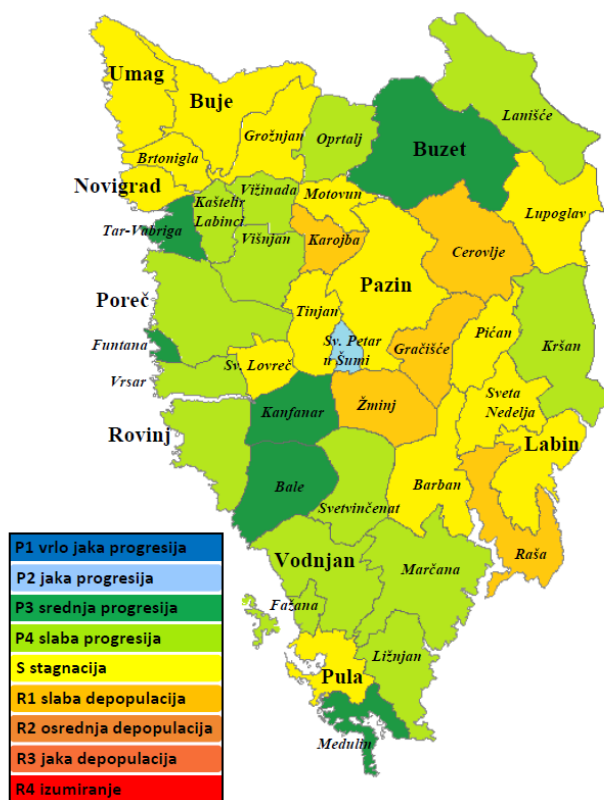 Umag
Buje
Lanišće
Grožnjan
Oprtalj
Buzet
Brtonigla
Novigrad
Kaštelir
Labinci
Vižinada
Motovun
Lupoglav
Tar-Vabriga
Višnjan
Karojba
Cerovlje
Pazin
Poreč
Tinjan
Funtana
Sv. Petar
u Šumi
Gračišće
Pićan
Kršan
Sv. Lovreč
Vrsar
Kanfanar
Žminj
Sveta
Nedelja
Rovinj
Labin
Bale
Barban
Svetvinčenat
Raša
Vodnjan
Marčana
Fažana
Ližnjan
Pula
Medulin
P1 vrlo jaka progresija
P2 jaka progresija
P3 srednja progresija
P4 slaba progresija
S stagnacija
R1 slaba depopulacija
R2 osrednja depopulacija
R3 jaka depopulacija
R4 izumiranje